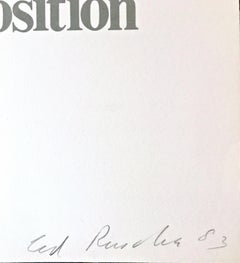 osition
Ed Ruscha 83